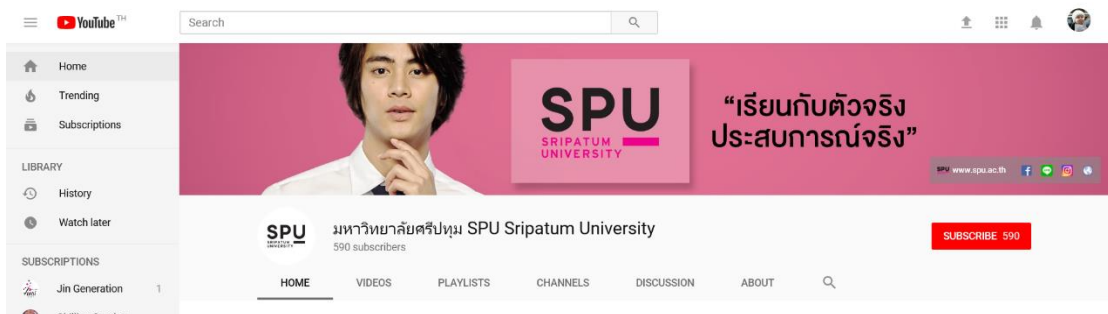 YouTube TH
Search
Home
Trending
Subscriptions
LIBRARY
History
Watch later
SUBSCRIPTIONS
Jin Generation 1
SPU
SRIPATUM
UNIVERSITY
“เรียนกับตัวจริง
ประสบการณ์จริง”
SPU www.spu.ac.th
SPU
SRIPATUM
UNIVERSITY
มหาวิทยาลัยศรีปทุม SPU Sripatum University
590 subscribers
SUBSCRIBE 590
HOME VIDEOS PLAYLISTS CHANNELS DISCUSSION ABOUT